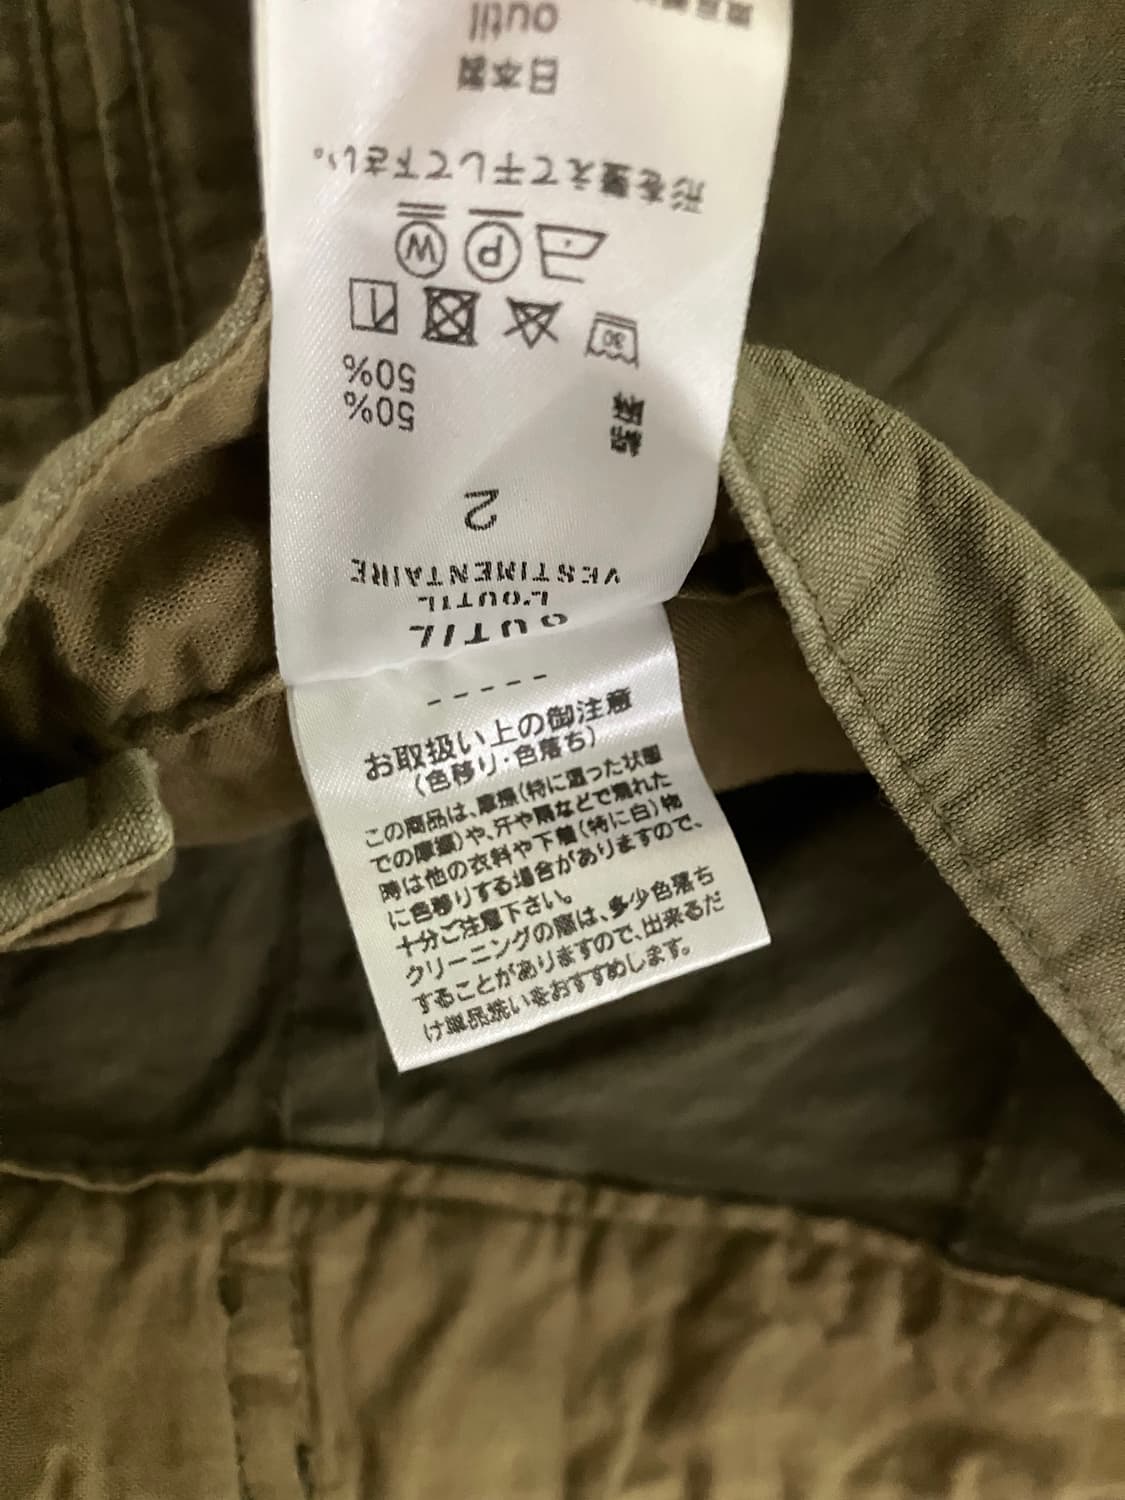 OUTIL
L'OUTIL
VESTIMENTAIRE
2
綿 50%
麻 50%
30
P
W
形を整えて干して下さい。
日本製
outil
お取扱い上の御注意
(色移り・色落ち)
この商品は、摩擦(特に湿った状態
での摩擦)や、汗や雨などで濡れた
時は他の衣料や下着(特に白)物
に色移りする場合がありますので、
十分ご注意下さい。
クリーニングの際は、多少色落ち
することがありますので、出来るだ
け単品洗いをおすすめします。